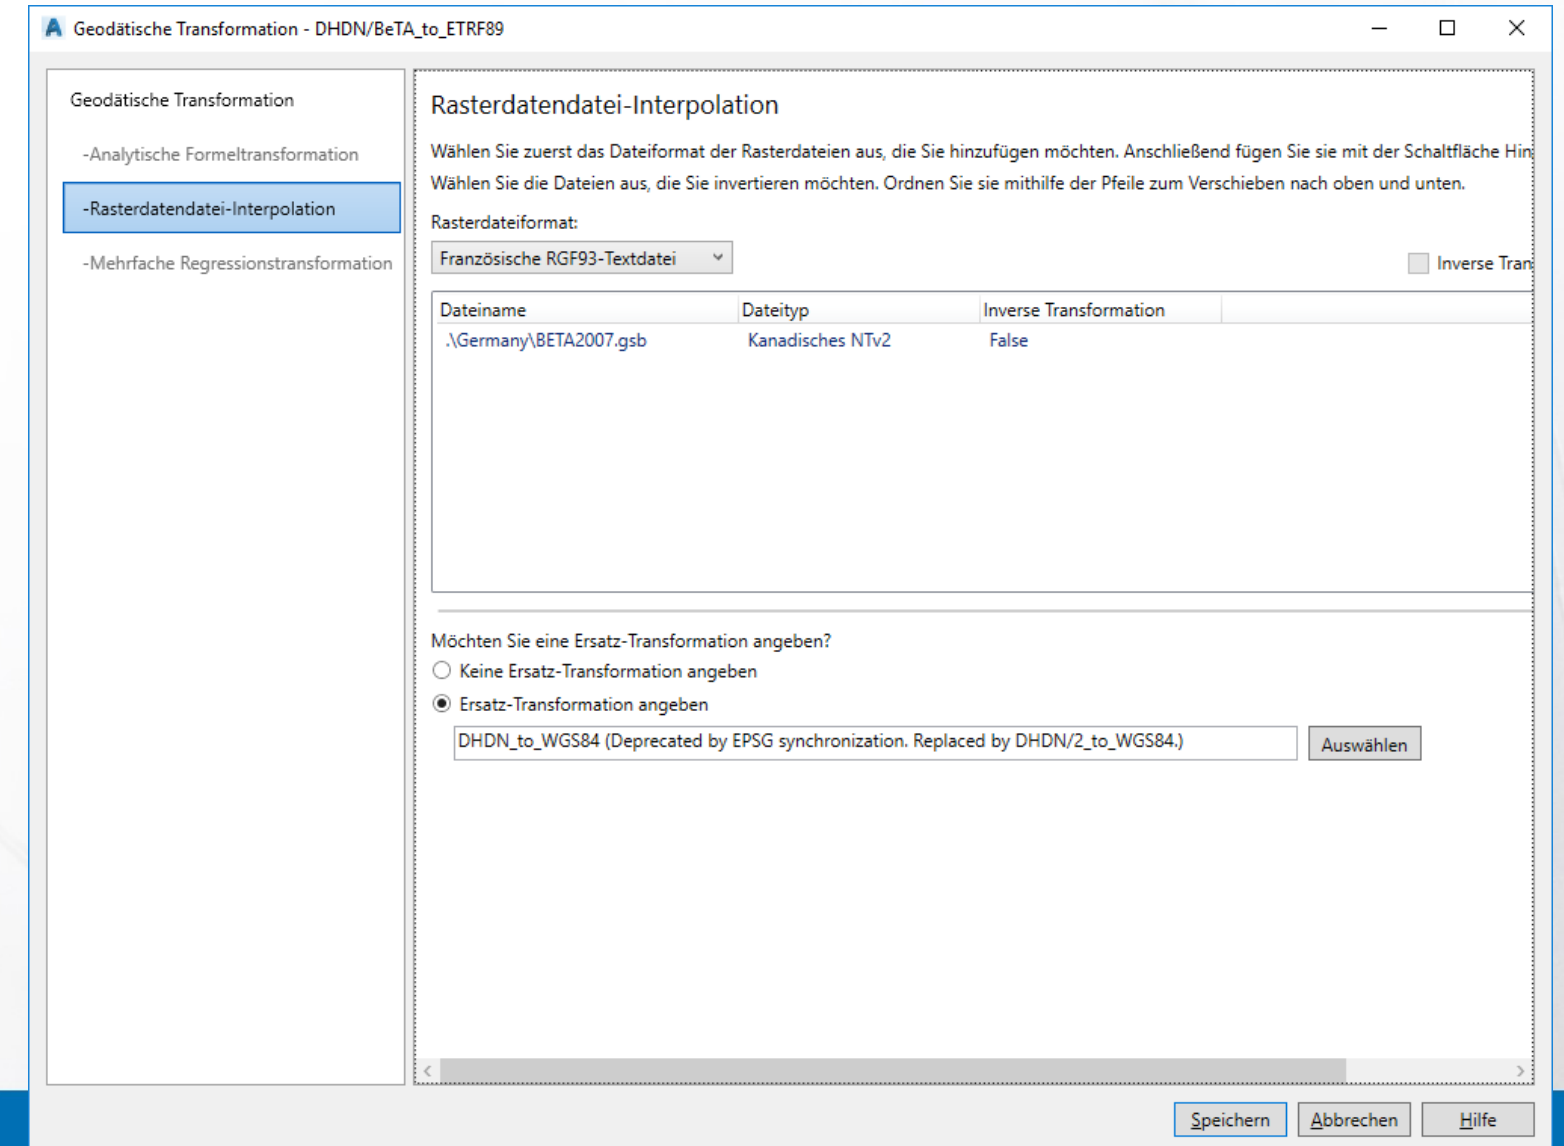 Geodätische Transformation - DHDN/BeTA_to_ETRF89
Geodätische Transformation
-Analytische Formeltransformation
-Rasterdatendatei-Interpolation
-Mehrfache Regressionstransformation
Rasterdatendatei-Interpolation
Wählen Sie zuerst das Dateiformat der Rasterdateien aus, die Sie hinzufügen möchten. Anschließend fügen Sie sie mit der Schaltfläche Hin
Wählen Sie die Dateien aus, die Sie invertieren möchten. Ordnen Sie sie mithilfe der Pfeile zum Verschieben nach oben und unten.
Rasterdateiformat:
Französische RGF93-Textdatei
Inverse Tran
Dateiname Dateityp Inverse Transformation
.\Germany\BETA2007.gsb Kanadisches NTv2 False
Möchten Sie eine Ersatz-Transformation angeben?
Keine Ersatz-Transformation angeben
Ersatz-Transformation angeben
DHDN_to_WGS84 (Deprecated by EPSG synchronization. Replaced by DHDN/2_to_WGS84.)
Auswählen
Speichern Abbrechen Hilfe